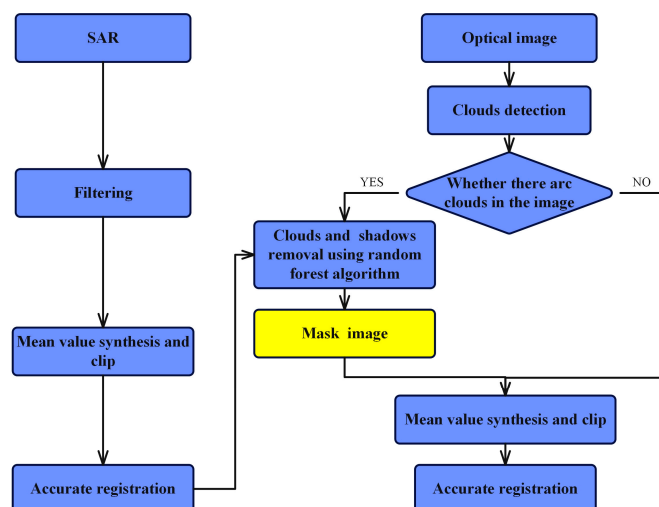 SAR
Filtering
Mean value synthesis and
clip
Accurate registration
Optical image
Clouds detection
Whether there arc
clouds in the image
YES
NO
Clouds and shadows
removal using random
forest algorithm
Mask image
Mean value synthesis and clip
Accurate registration